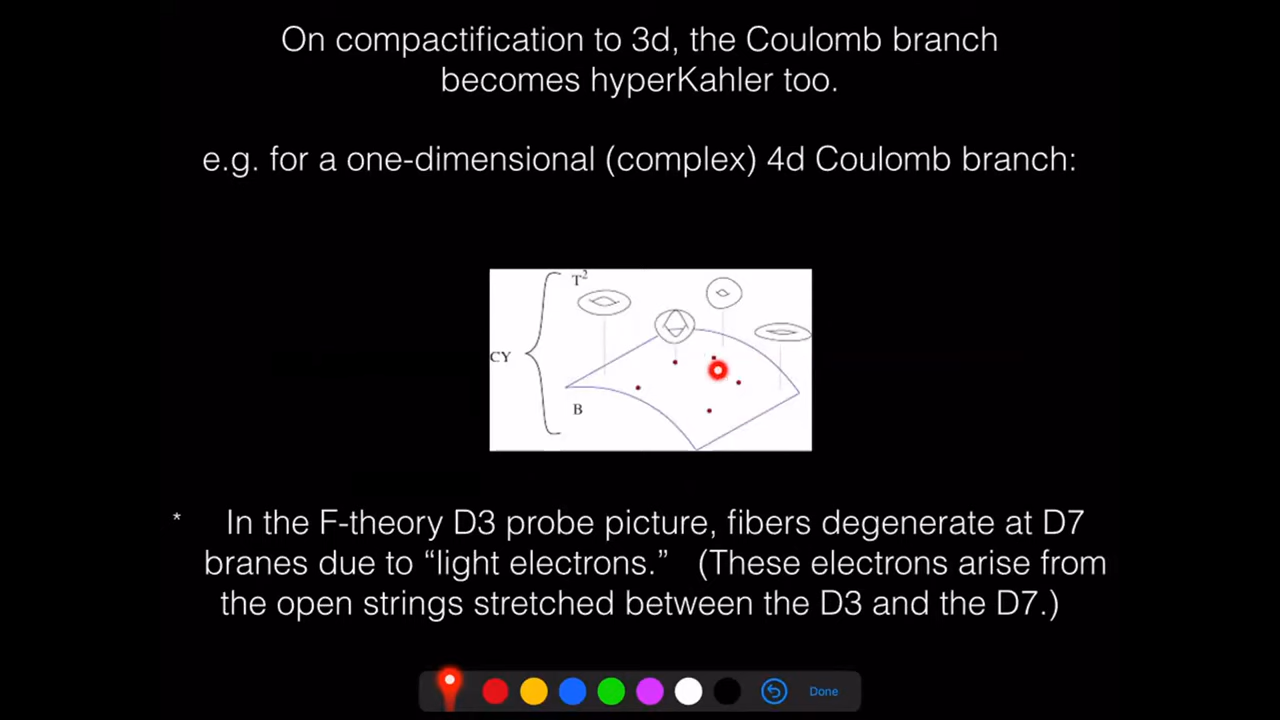 On compactification to 3d, the Coulomb branch
becomes hyperKahler too.
e.g. for a one-dimensional (complex) 4d Coulomb branch:
T²
CY
B
* In the F-theory D3 probe picture, fibers degenerate at D7
branes due to “light electrons.” (These electrons arise from
the open strings stretched between the D3 and the D7.)
Done